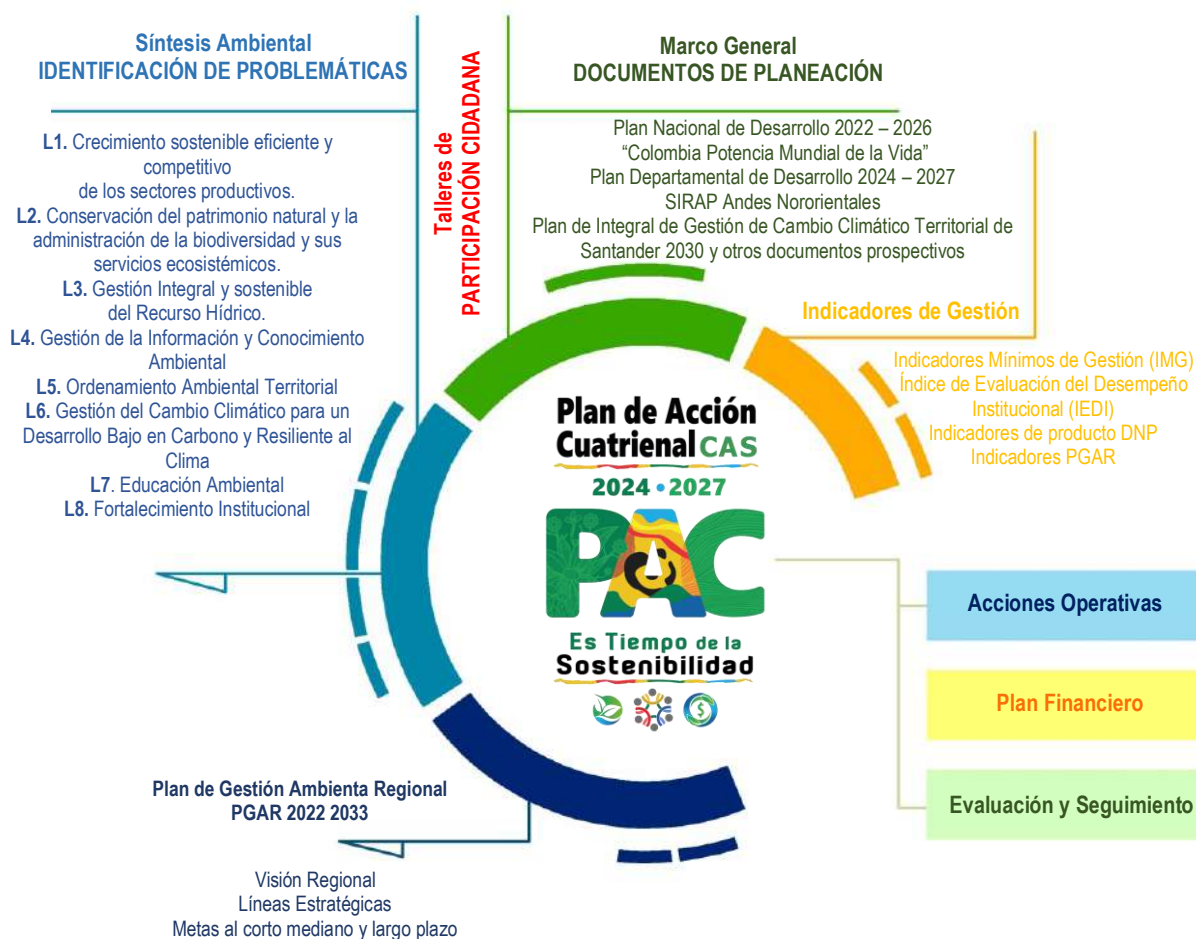 Síntesis Ambiental
IDENTIFICACIÓN DE PROBLEMÁTICAS
L1. Crecimiento sostenible eficiente y
competitivo
de los sectores productivos.
L2. Conservación del patrimonio natural y la
administración de la biodiversidad y sus
servicios ecosistémicos.
L3. Gestión Integral y sostenible
del Recurso Hídrico.
L4. Gestión de la Información y Conocimiento
Ambiental
L5. Ordenamiento Ambiental Territorial
L6. Gestión del Cambio Climático para un
Desarrollo Bajo en Carbono y Resiliente al
Clima
L7. Educación Ambiental
L8. Fortalecimiento Institucional
Talleres de
PARTICIPACIÓN CIDADANA
Marco General
DOCUMENTOS DE PLANEACIÓN
Plan Nacional de Desarrollo 2022 – 2026
“Colombia Potencia Mundial de la Vida”
Plan Departamental de Desarrollo 2024 – 2027
SIRAP Andes Nororientales
Plan de Integral de Gestión de Cambio Climático Territorial de
Santander 2030 y otros documentos prospectivos
Indicadores de Gestión
Indicadores Mínimos de Gestión (IMG)
Índice de Evaluación del Desempeño
Institucional (IEDI)
Indicadores de producto DNP
Indicadores PGAR
Plan de Acción
Cuatrienal CAS
2024 • 2027
PAC
Es Tiempo de la
Sostenibilidad
Acciones Operativas
Plan Financiero
Evaluación y Seguimiento
Plan de Gestión Ambienta Regional
PGAR 2022 2033
Visión Regional
Líneas Estratégicas
Metas al corto mediano y largo plazo